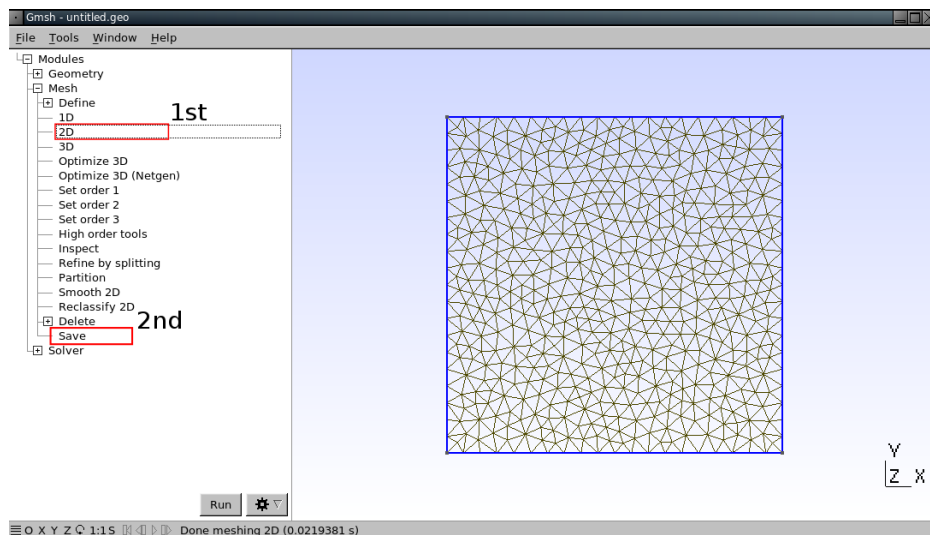 Gmsh - untitled.geo
File Tools Window Help
Modules
Geometry
Mesh
Define
1st
1D
2D
3D
Optimize 3D
Optimize 3D (Netgen)
Set order 1
Set order 2
Set order 3
High order tools
Inspect
Refine by splitting
Partition
Smooth 2D
Reclassify 2D
Delete
2nd
Save
Solver
Y
Z X
Run
O X Y Z 1:1 S Done meshing 2D (0.0219381 s)